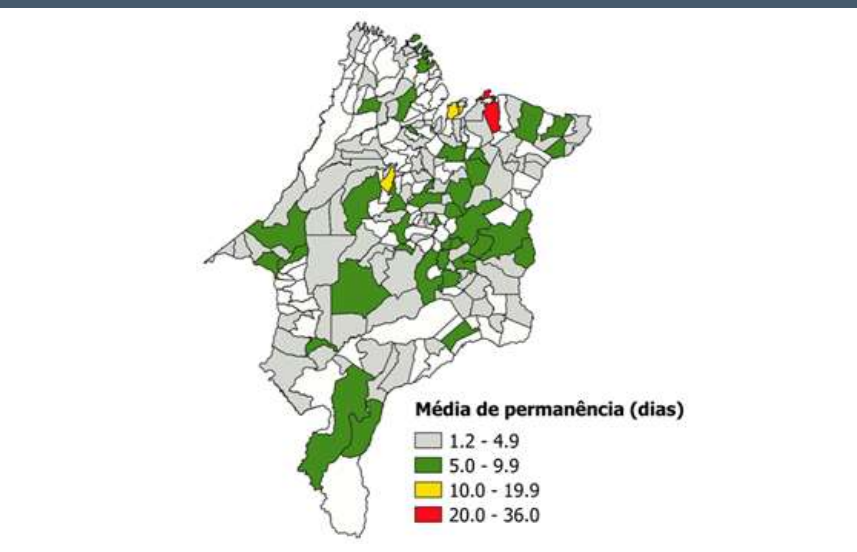 Média de permanência (dias)
1.2 - 4.9
5.0 - 9.9
10.0 - 19.9
20.0 - 36.0